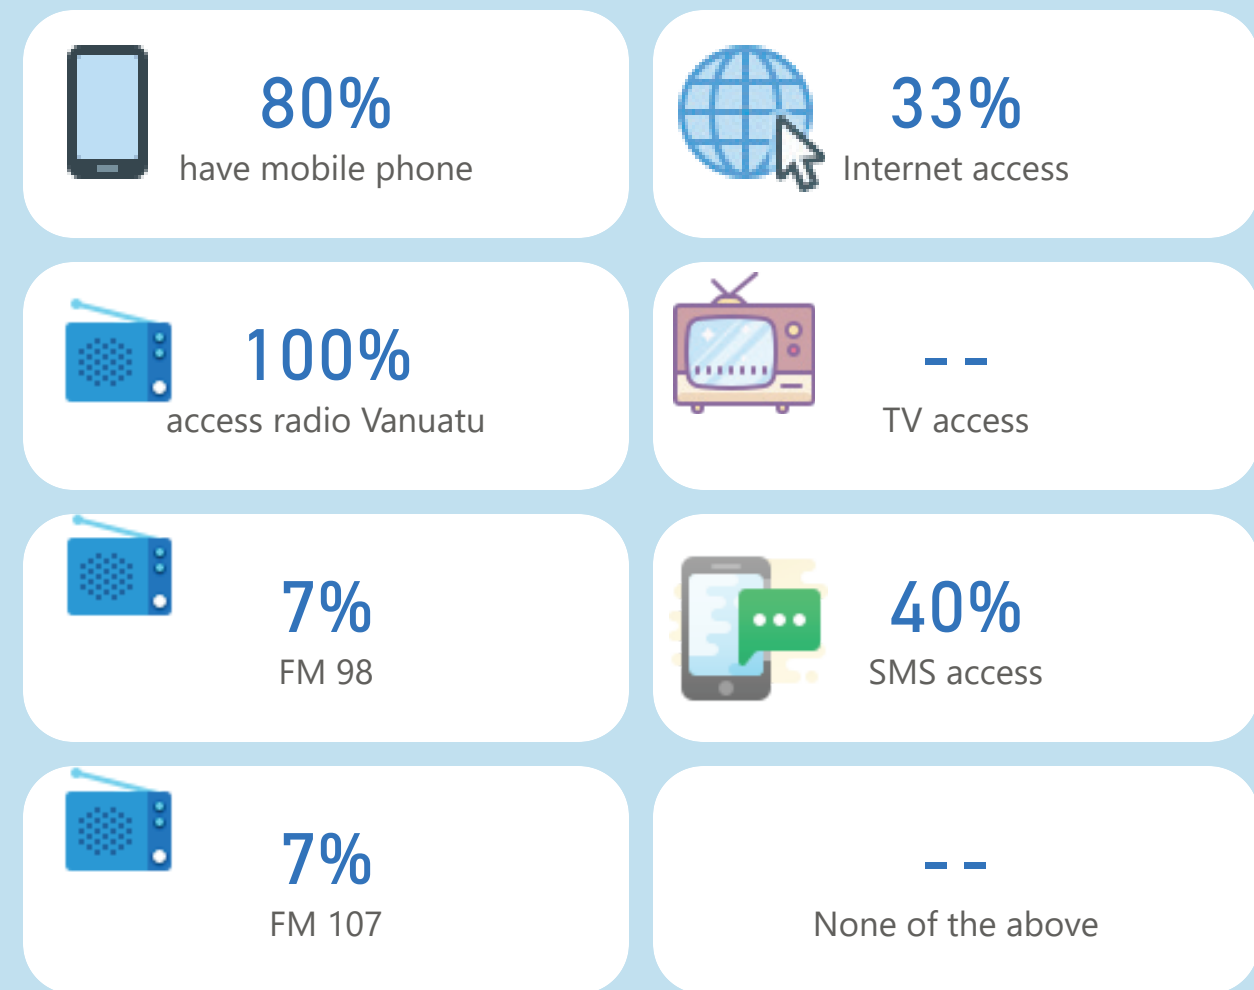 80%
have mobile phone
33%
Internet access
100%
access radio Vanuatu
--
TV access
7%
FM 98
40%
SMS access
7%
FM 107
--
None of the above